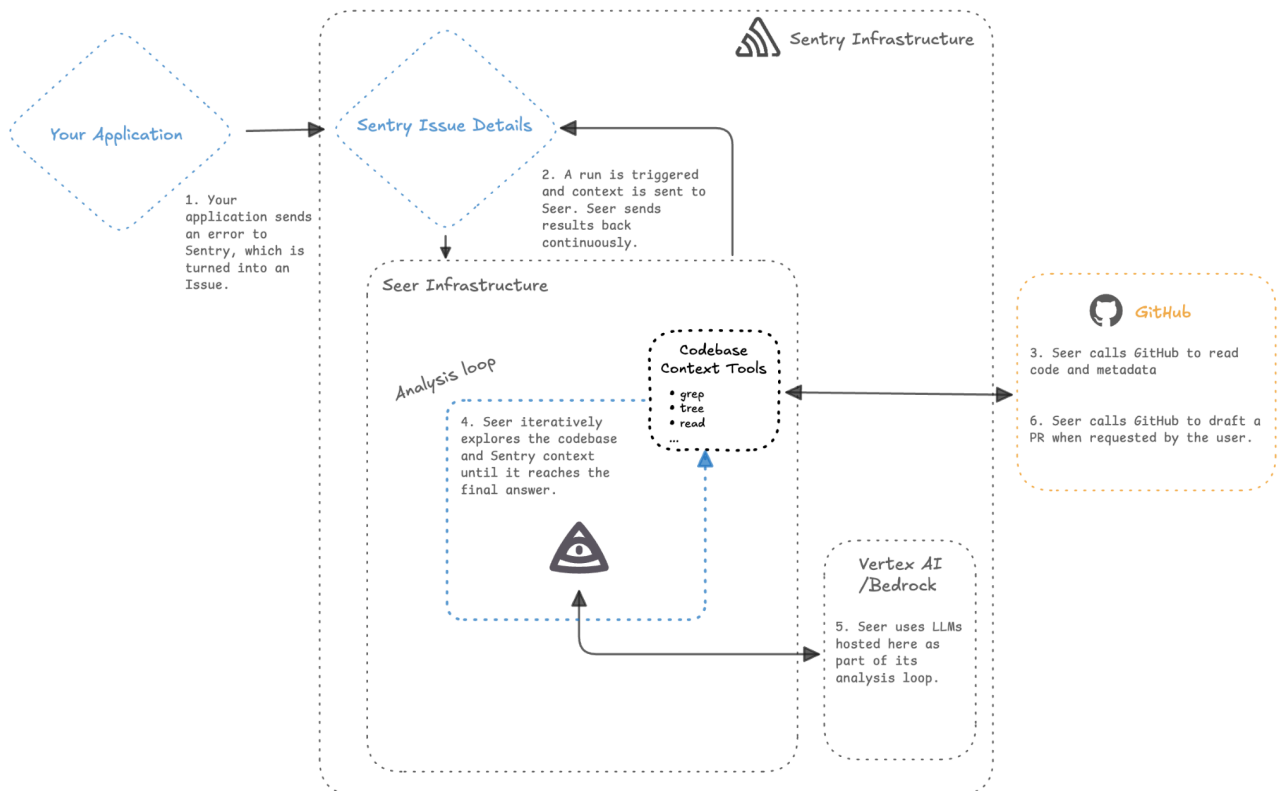 Sentry Infrastructure
Your Application
Sentry Issue Details
1. Your
application sends
an error to
Sentry, which is
turned into an
Issue.
2. A run is triggered
and context is sent to
Seer. Seer sends
results back
continuously.
Seer Infrastructure
Analysis loop
Codebase
Context Tools
• grep
• tree
• read
...
4. Seer iteratively
explores the codebase
and Sentry context
until it reaches the
final answer.
GitHub
3. Seer calls GitHub to read
code and metadata
6. Seer calls GitHub to draft a
PR when requested by the user.
Vertex AI
/Bedrock
5. Seer uses LLMs
hosted here as
part of its
analysis loop.